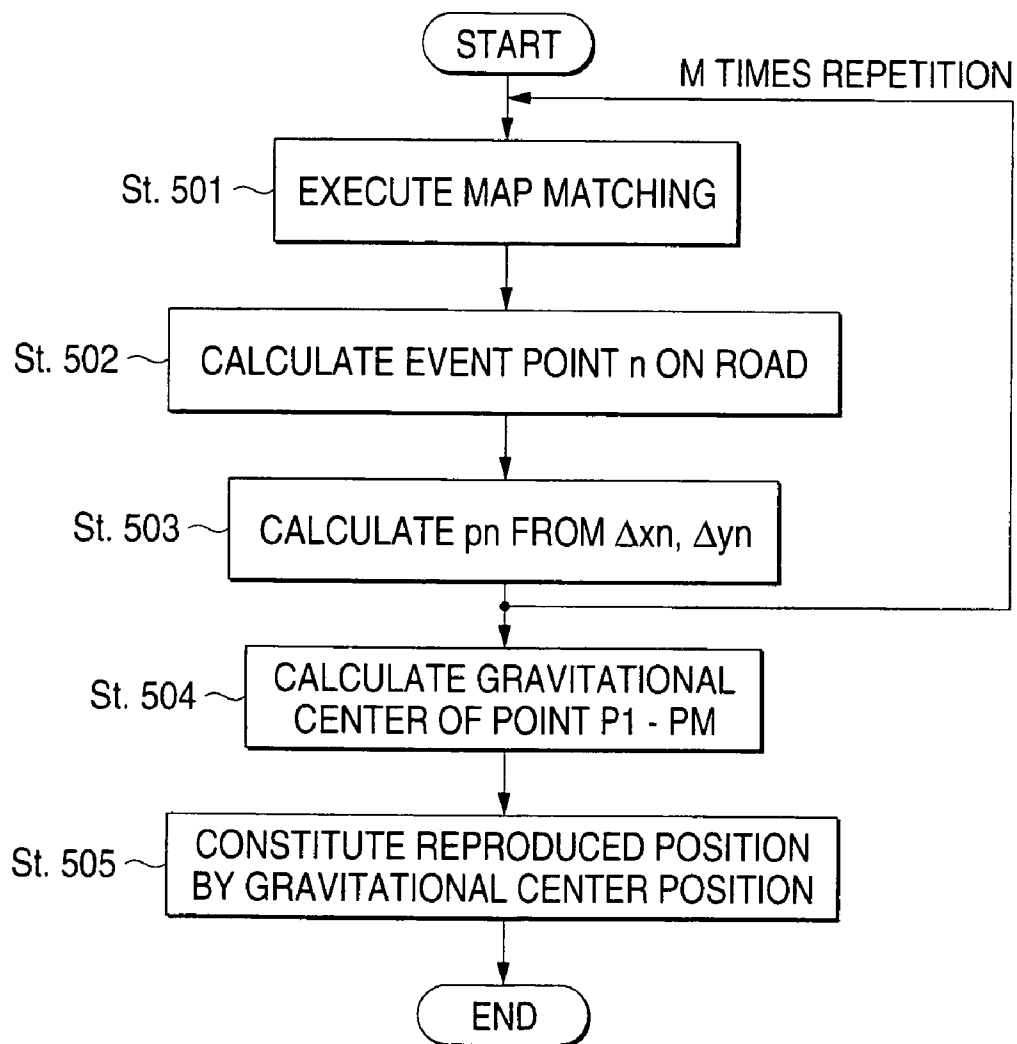 START
M TIMES REPETITION
St. 501
EXECUTE MAP MATCHING
St. 502
CALCULATE EVENT POINT n ON ROAD
St. 503
CALCULATE pn FROM Δxn, Δyn
St. 504
CALCULATE GRAVITATIONAL
CENTER OF POINT P1 - PM
St. 505
CONSTITUTE REPRODUCED POSITION
BY GRAVITATIONAL CENTER POSITION
END